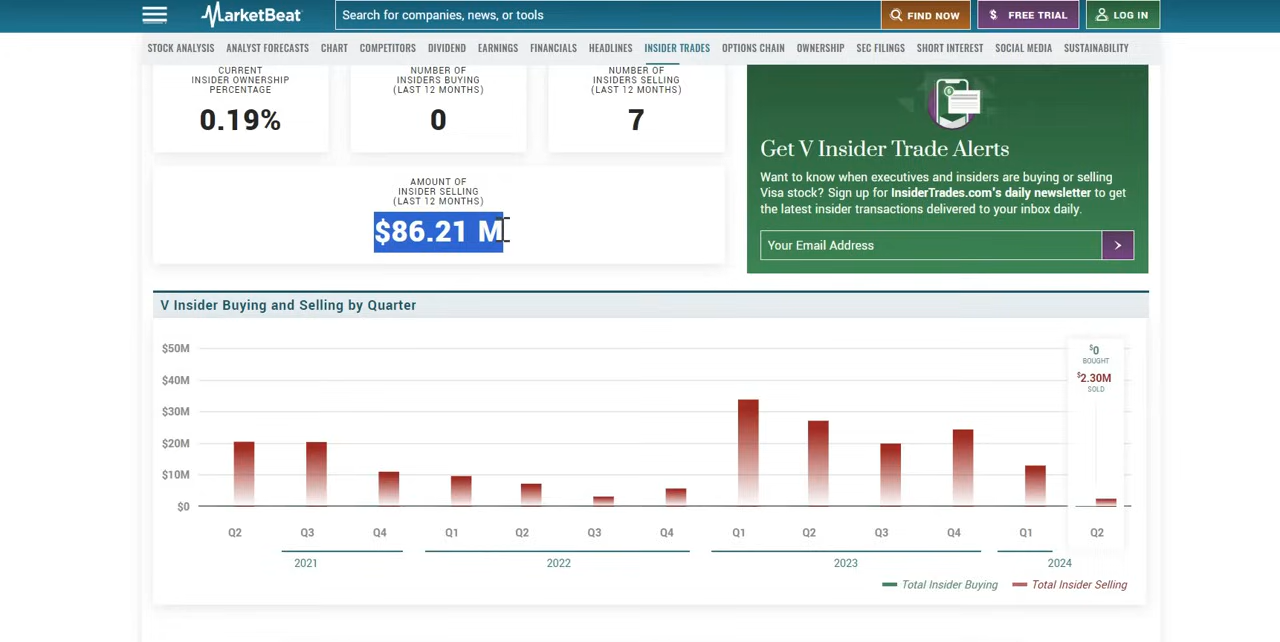 MarketBeat
Search for companies, news, or tools
FIND NOW
$ FREE TRIAL
LOG IN
STOCK ANALYSIS ANALYST FORECASTS CHART COMPETITORS DIVIDEND EARNINGS FINANCIALS HEADLINES INSIDER TRADES OPTIONS CHAIN OWNERSHIP SEC FILINGS SHORT INTEREST SOCIAL MEDIA SUSTAINABILITY
CURRENT
INSIDER OWNERSHIP
PERCENTAGE
0.19%
NUMBER OF
INSIDERS BUYING
(LAST 12 MONTHS)
0
NUMBER OF
INSIDERS SELLING
(LAST 12 MONTHS)
7
AMOUNT OF
INSIDER SELLING
(LAST 12 MONTHS)
$86.21 M
Get V Insider Trade Alerts
Want to know when executives and insiders are buying or selling
Visa stock? Sign up for InsiderTrades.com's daily newsletter to get
the latest insider transactions delivered to your inbox daily.
Your Email Address
V Insider Buying and Selling by Quarter
$50M
$40M
$30M
$20M
$10M
$0
$0
BOUGHT
$2.30M
SOLD
Q2 Q3 Q4 Q1 Q2 Q3 Q4 Q1 Q2 Q3 Q4 Q1 Q2
2021 2022 2023 2024
Total Insider Buying Total Insider Selling